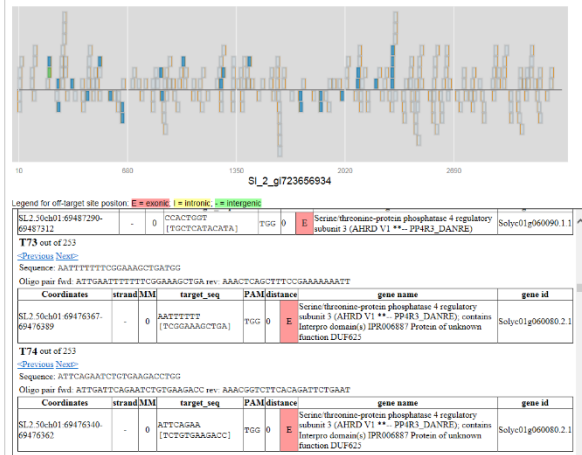 10 680 1350 2020 2690
Sl_2_gi723656934
Legend for off-target site positon: E = exonic, I = intronic, - = intergenic
SL2.50ch01:69487290-69487312 - 0 CCACTGGT [TGCTCATACATA] TGG 0 E Serine/threonine-protein phosphatase 4 regulatory subunit 3 (AHRD V1 **-- PP4R3_DANRE) Solyc01g060090.1.1
T73 out of 253
<Previous Next>
Sequence: AATTTTTTTCGGAAAGCTGATGG
Oligo pair fwd: ATTGAATTTTTTTCGGAAAGCTGA rev: AAACTCAGCTTTCCGAAAAAAATT
Coordinates strand MM target_seq PAM distance gene name gene id
SL2.50ch01:69476367-69476389 - 0 AATTTTTT [TCGGAAAGCTGA] TGG 0 E Serine/threonine-protein phosphatase 4 regulatory subunit 3 (AHRD V1 **-- PP4R3_DANRE); contains Interpro domain(s) IPR006887 Protein of unknown function DUF625 Solyc01g060080.2.1
T74 out of 253
<Previous Next>
Sequence: ATTCAGAATCTGTGAAGACCTGG
Oligo pair fwd: ATTGATTCAGAATCTGTGAAGACC rev: AAACGGTCTTCACAGATTCTGAAT
Coordinates strand MM target_seq PAM distance gene name gene id
SL2.50ch01:69476340-69476362 - 0 ATTCAGAA [TCTGTGAAGACC] TGG 0 E Serine/threonine-protein phosphatase 4 regulatory subunit 3 (AHRD V1 **-- PP4R3_DANRE); contains Interpro domain(s) IPR006887 Protein of unknown function DUF625 Solyc01g060080.2.1